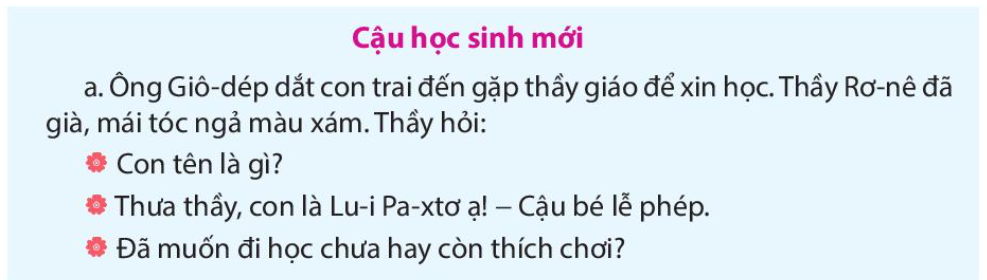 Cậu học sinh mới
a. Ông Giô-dép dắt con trai đến gặp thầy giáo để xin học. Thầy Rơ-nê đã
già, mái tóc ngả màu xám. Thầy hỏi:
Con tên là gì?
Thưa thầy, con là Lu-i Pa-xtơ ạ! – Cậu bé lễ phép.
Đã muốn đi học chưa hay còn thích chơi?